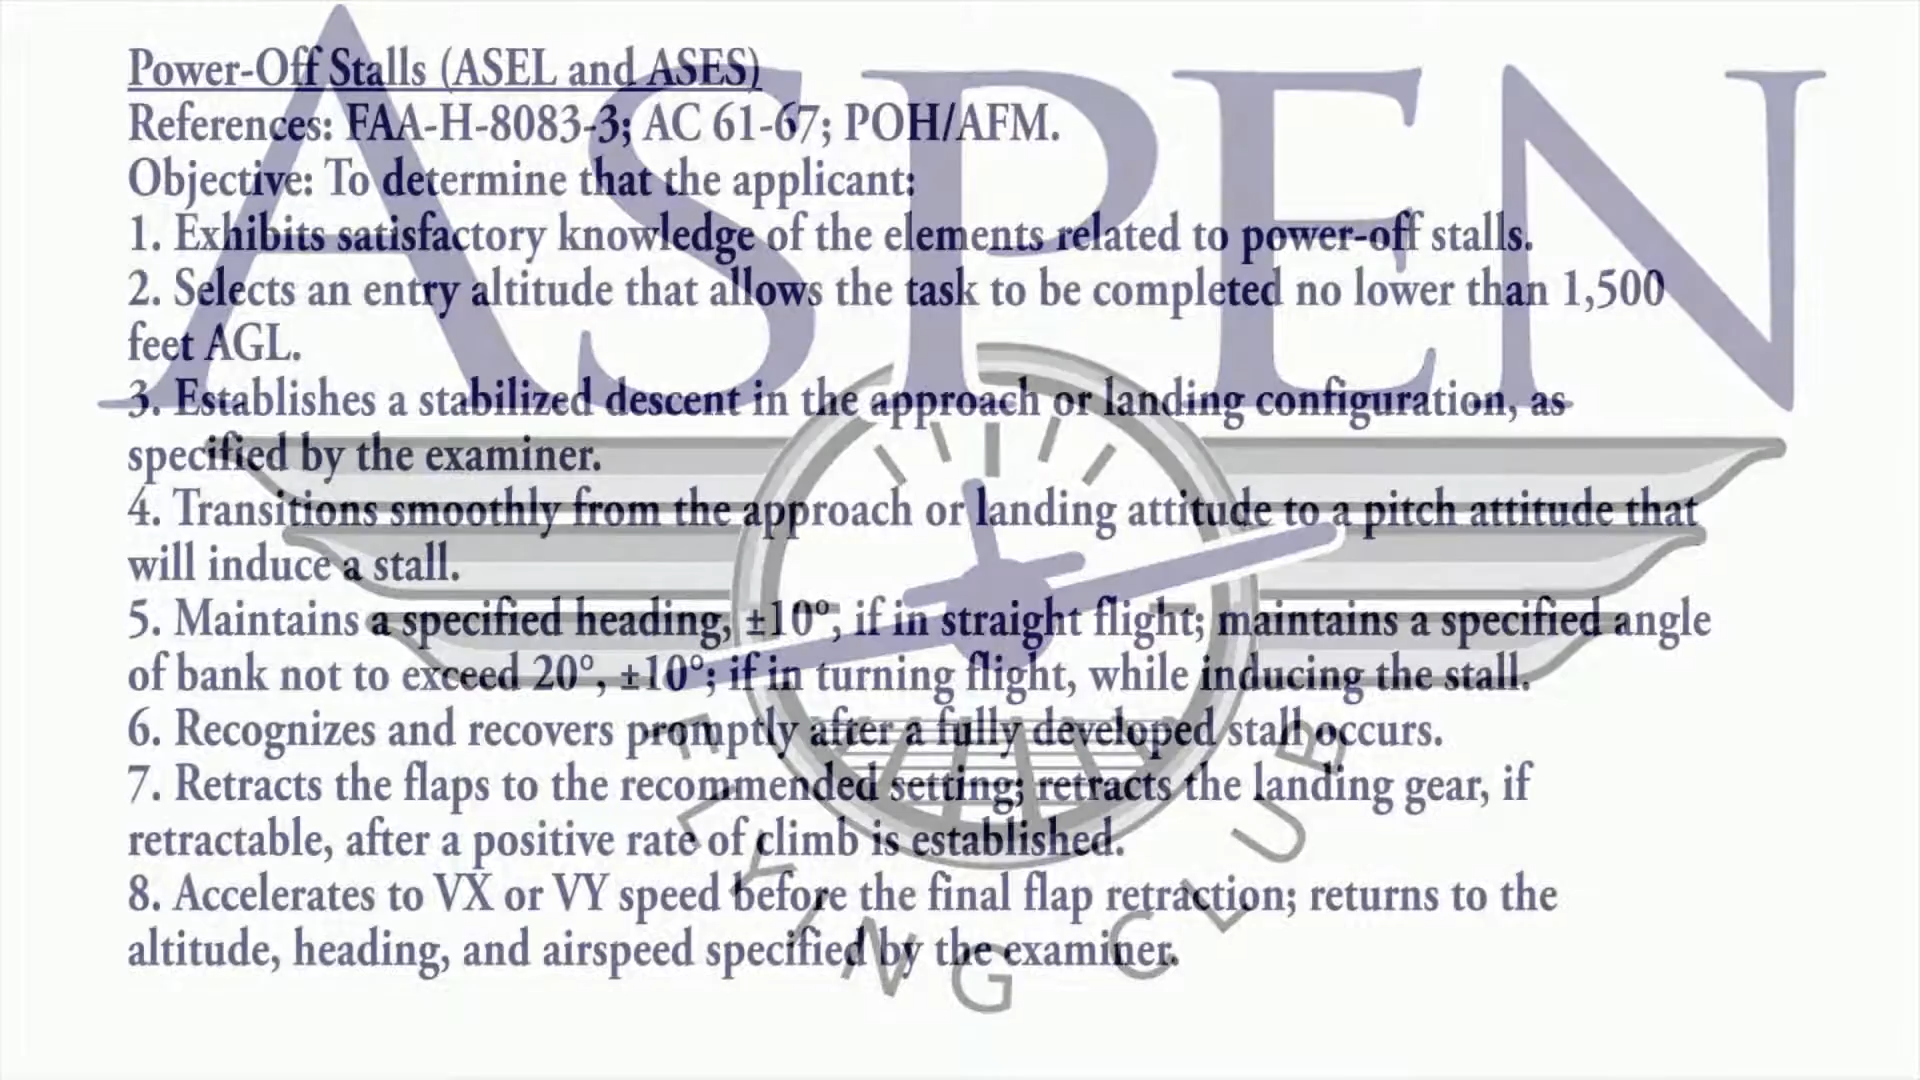 Power-Off Stalls (ASEL and ASES)
References: FAA-H-8083-3; AC 61-67; POH/AFM.
Objective: To determine that the applicant:
1. Exhibits satisfactory knowledge of the elements related to power-off stalls.
2. Selects an entry altitude that allows the task to be completed no lower than 1,500
feet AGL.
3. Establishes a stabilized descent in the approach or landing configuration, as
specified by the examiner.
4. Transitions smoothly from the approach or landing attitude to a pitch attitude that
will induce a stall.
5. Maintains a specified heading, ±10°, if in straight flight; maintains a specified angle
of bank not to exceed 20°, ±10°; if in turning flight, while inducing the stall.
6. Recognizes and recovers promptly after a fully developed stall occurs.
7. Retracts the flaps to the recommended setting; retracts the landing gear, if
retractable, after a positive rate of climb is established.
8. Accelerates to VX or VY speed before the final flap retraction; returns to the
altitude, heading, and airspeed specified by the examiner.
ASPEN
FLYING CLUB